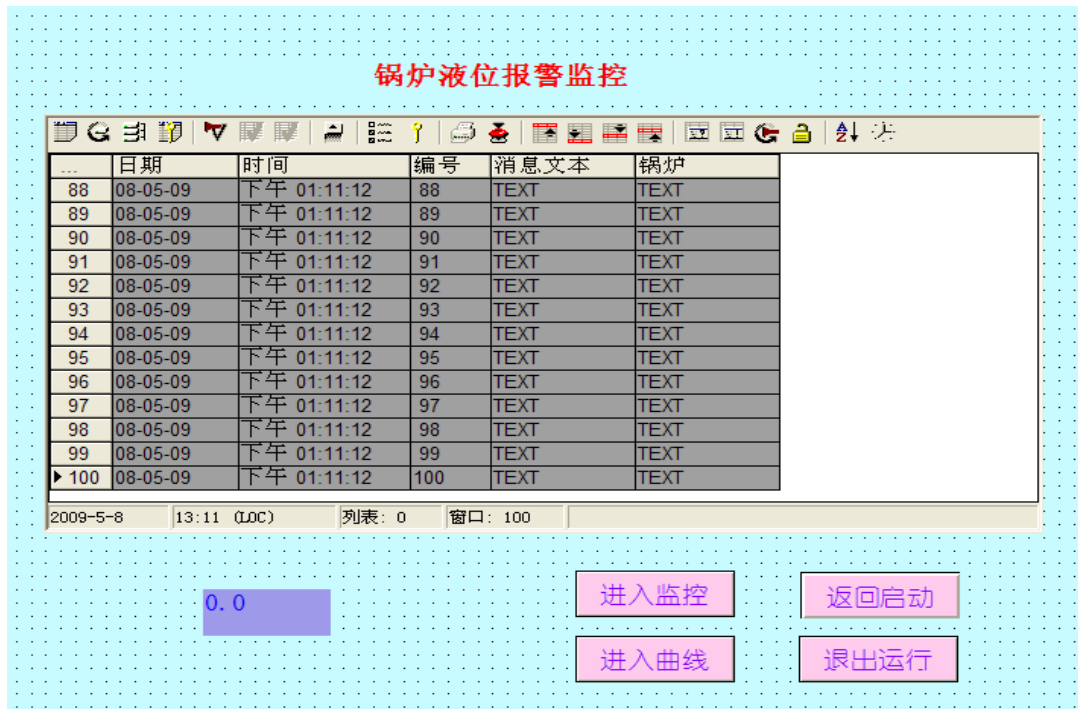 锅炉液位报警监控
... 日期 时间 编号 消息文本 锅炉
88 08-05-09 下午 01:11:12 88 TEXT TEXT
89 08-05-09 下午 01:11:12 89 TEXT TEXT
90 08-05-09 下午 01:11:12 90 TEXT TEXT
91 08-05-09 下午 01:11:12 91 TEXT TEXT
92 08-05-09 下午 01:11:12 92 TEXT TEXT
93 08-05-09 下午 01:11:12 93 TEXT TEXT
94 08-05-09 下午 01:11:12 94 TEXT TEXT
95 08-05-09 下午 01:11:12 95 TEXT TEXT
96 08-05-09 下午 01:11:12 96 TEXT TEXT
97 08-05-09 下午 01:11:12 97 TEXT TEXT
98 08-05-09 下午 01:11:12 98 TEXT TEXT
99 08-05-09 下午 01:11:12 99 TEXT TEXT
100 08-05-09 下午 01:11:12 100 TEXT TEXT
2009-5-8 13:11 (LOC) 列表: 0 窗口: 100
0.0
进入监控 返回启动
进入曲线 退出运行